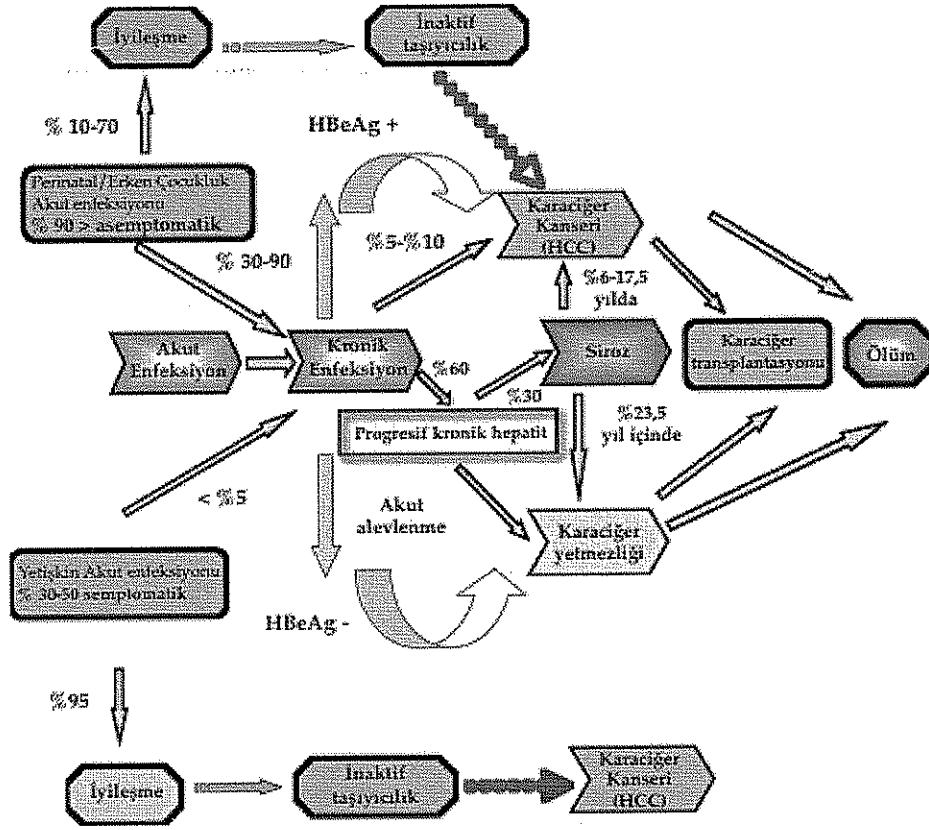 İyileşme
İnaktif
taşıyıcılık
% 10-70
HBeAg +
Perinatal/Erken Çocukluk
Akut enfeksiyonu
% 90 > asemptomatik
% 30-90
%5-%10
Karaciğer
Kanseri
(HCC)
%6-17,5
yılda
Akut
Enfeksiyon
Kronik
Enfeksiyon
%60
%30
Siroz
Karaciğer
transplantasyonu
Ölüm
Progresif kronik hepatit
%23,5
yıl içinde
< %5
Akut
alevlenme
Karaciğer
yetmezliği
Yetişkin Akut enfeksiyonu
% 30-50 semptomatik
HBeAg -
%95
İyileşme
İnaktif
taşıyıcılık
Karaciğer
Kanseri
(HCC)